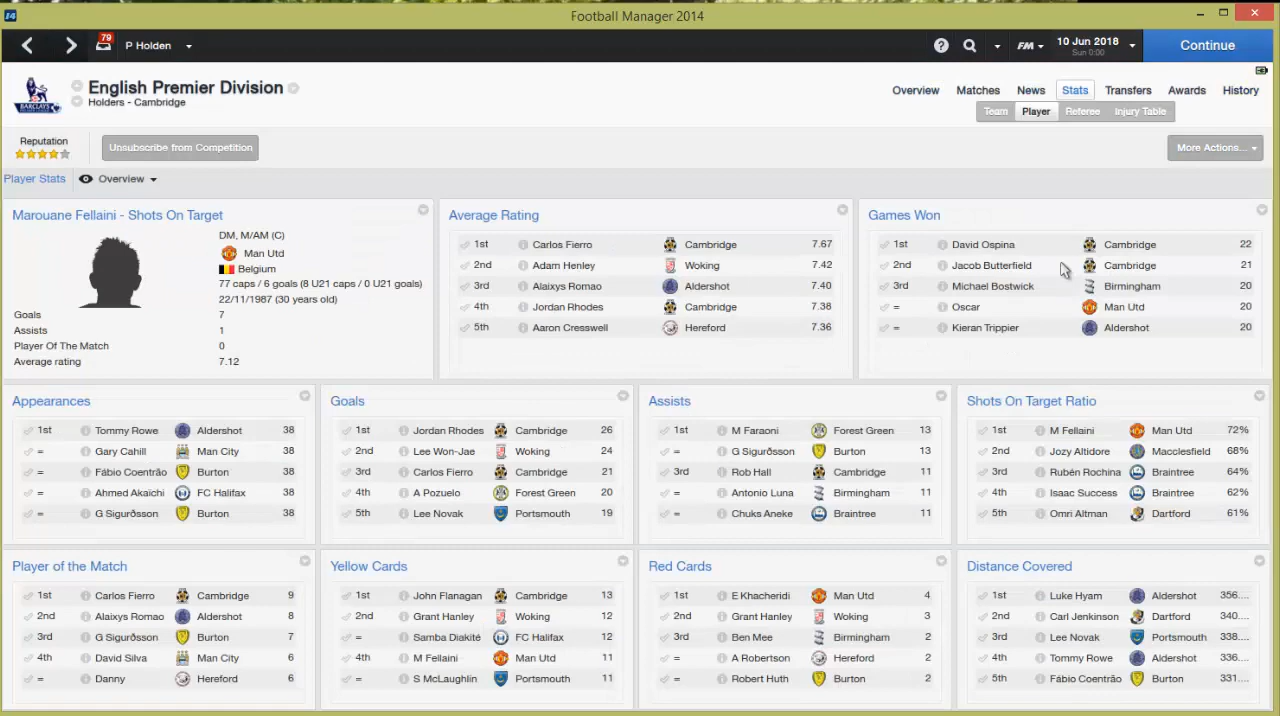 14 Football Manager 2014
79 P Holden FM 10 Jun 2018 Continue
Sun 0:00
English Premier Division
Holders - Cambridge
BARCLAYS
Overview Matches News Stats Transfers Awards History
Team Player Referee Injury Table
Reputation
Unsubscribe from Competition More Actions...
Player Stats Overview
Marouane Fellaini - Shots On Target
DM, M/AM (C)
Man Utd
Belgium
77 caps / 6 goals (8 U21 caps / 0 U21 goals)
22/11/1987 (30 years old)
Goals 7
Assists 1
Player Of The Match 0
Average rating 7.12
Average Rating
1st Carlos Fierro Cambridge 7.67
2nd Adam Henley Woking 7.42
3rd Alaixys Romao Aldershot 7.40
4th Jordan Rhodes Cambridge 7.38
5th Aaron Cresswell Hereford 7.36
Games Won
1st David Ospina Cambridge 22
2nd Jacob Butterfield Cambridge 21
3rd Michael Bostwick Birmingham 20
= Oscar Man Utd 20
= Kieran Trippier Aldershot 20
Appearances
1st Tommy Rowe Aldershot 38
= Gary Cahill Man City 38
= Fábio Coentrão Burton 38
= Ahmed Akaïchi FC Halifax 38
= G Sigurðsson Burton 38
Goals
1st Jordan Rhodes Cambridge 26
2nd Lee Won-Jae Woking 24
3rd Carlos Fierro Cambridge 21
4th A Pozuelo Forest Green 20
5th Lee Novak Portsmouth 19
Assists
1st M Faraoni Forest Green 13
= G Sigurðsson Burton 13
3rd Rob Hall Cambridge 11
= Antonio Luna Birmingham 11
= Chuks Aneke Braintree 11
Shots On Target Ratio
1st M Fellaini Man Utd 72%
2nd Jozy Altidore Macclesfield 68%
3rd Rubén Rochina Braintree 64%
4th Isaac Success Braintree 62%
5th Omri Altman Dartford 61%
Player of the Match
1st Carlos Fierro Cambridge 9
2nd Alaixys Romao Aldershot 8
3rd G Sigurðsson Burton 7
4th David Silva Man City 6
= Danny Hereford 6
Yellow Cards
1st John Flanagan Cambridge 13
2nd Grant Hanley Woking 12
= Samba Diakité FC Halifax 12
4th M Fellaini Man Utd 11
= S McLaughlin Portsmouth 11
Red Cards
1st E Khacheridi Man Utd 4
2nd Grant Hanley Woking 3
3rd Ben Mee Birmingham 2
= A Robertson Hereford 2
= Robert Huth Burton 2
Distance Covered
1st Luke Hyam Aldershot 356....
2nd Carl Jenkinson Dartford 340....
3rd Lee Novak Portsmouth 338....
4th Tommy Rowe Aldershot 336....
5th Fábio Coentrão Burton 331....